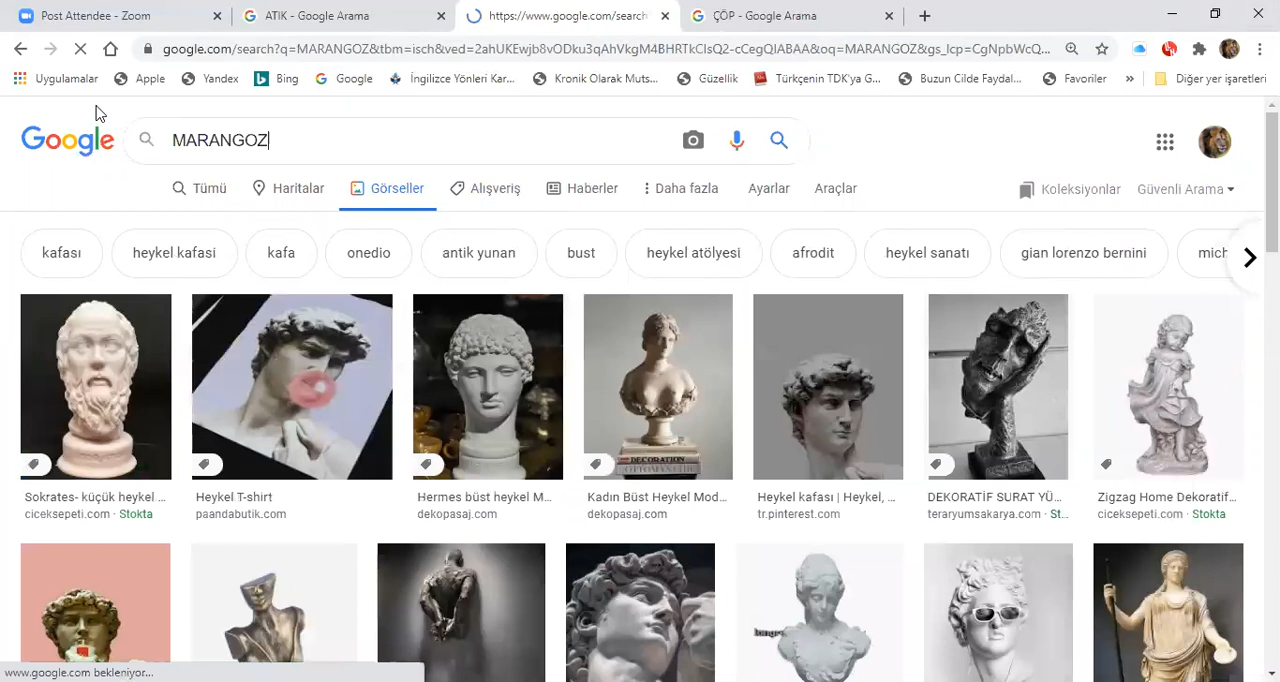 Post Attendee - Zoom
ATIK - Google Arama
https://www.google.com/search
ÇÖP - Google Arama
google.com/search?q=MARANGOZ&tbm=isch&ved=2ahUKEwjb8vODku3qAhVkgM4BHRTkClsQ2-cCegQIABAA&oq=MARANGOZ&gs_lcp=CgNpbWcQ...
Uygulamalar
Apple
Yandex
Bing
Google
İngilizce Yönleri Kar...
Kronik Olarak Muts...
Güzellik
Türkçenin TDK'ya G...
Buzun Cilde Faydal...
Favoriler
Diğer yer işaretleri
Google
MARANGOZ
Tümü
Haritalar
Görseller
Alışveriş
Haberler
Daha fazla
Ayarlar
Araçlar
Koleksiyonlar
Güvenli Arama
kafası
heykel kafasi
kafa
onedio
antik yunan
bust
heykel atölyesi
afrodit
heykel sanatı
gian lorenzo bernini
mich
Sokrates- küçük heykel ...
ciceksepeti.com · Stokta
Heykel T-shirt
paandabutik.com
Hermes büst heykel M...
dekopasaj.com
DECORATION
Kadın Büst Heykel Mod...
dekopasaj.com
Heykel kafası | Heykel, ...
tr.pinterest.com
DEKORATİF SURAT YÜ...
teraryumsakarya.com · St...
Zigzag Home Dekoratif...
ciceksepeti.com · Stokta
www.google.com bekleniyor...